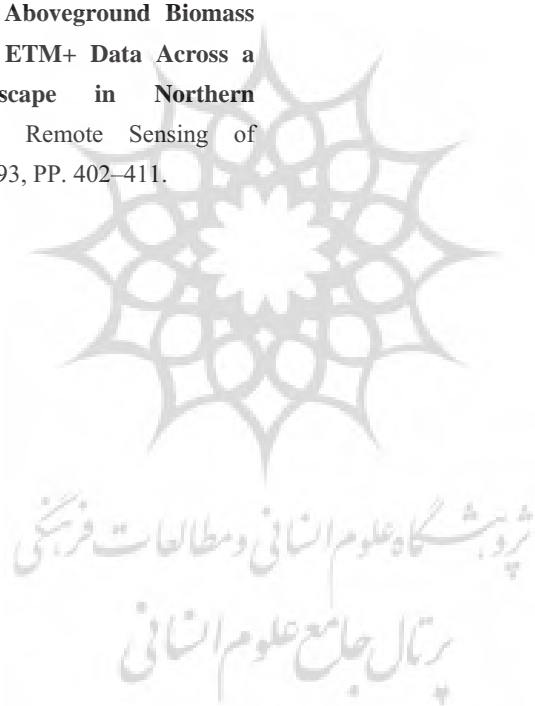 Aboveground Biomass
ETM+ Data Across a
scape in Northern
Remote Sensing of
93, PP. 402–411.
پژوهشگاه علوم انسانی و مطالعات فرهنگی
پرتال جامع علوم انسانی